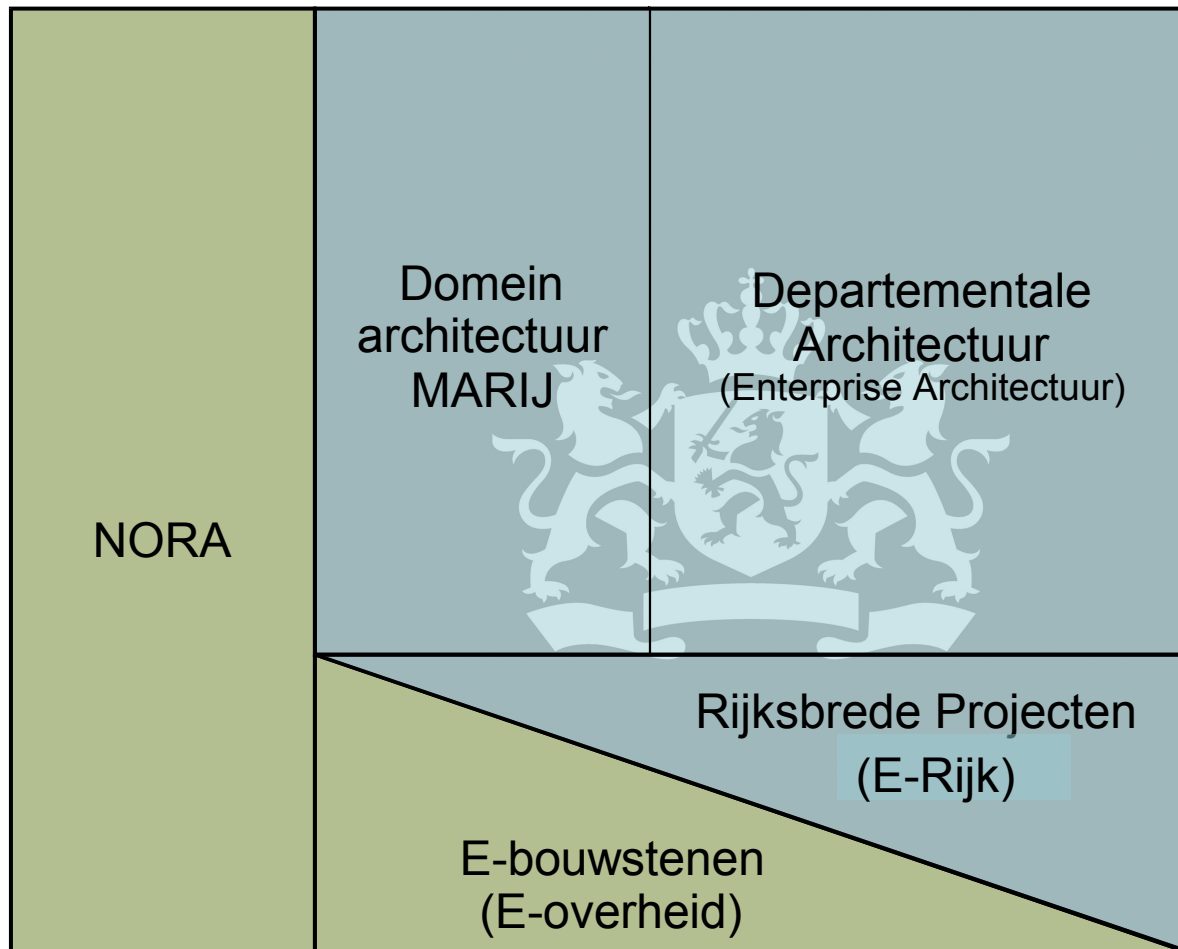 NORA
Domein
architectuur
MARIJ
Departementale
Architectuur
(Enterprise Architectuur)
Rijksbrede Projecten
(E-Rijk)
E-bouwstenen
(E-overheid)